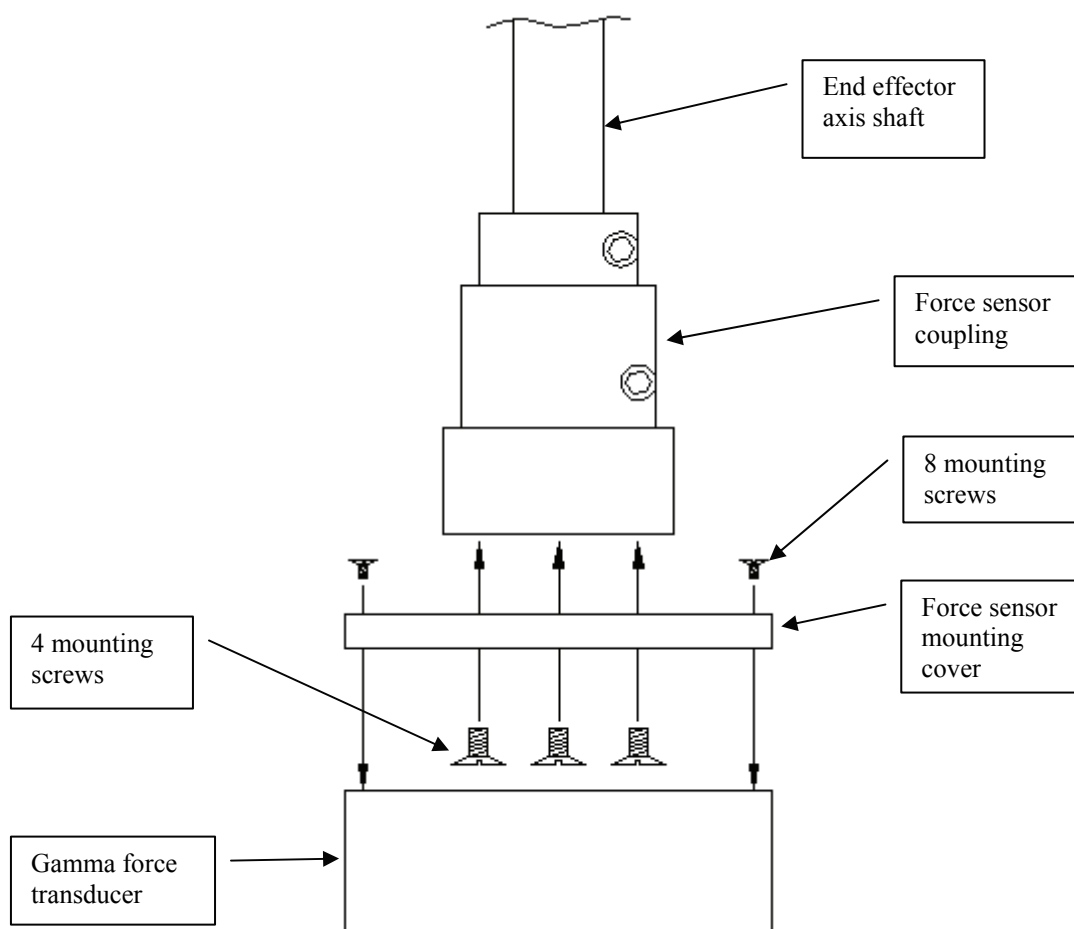 End effector
axis shaft
Force sensor
coupling
8 mounting
screws
Force sensor
mounting
cover
4 mounting
screws
Gamma force
transducer